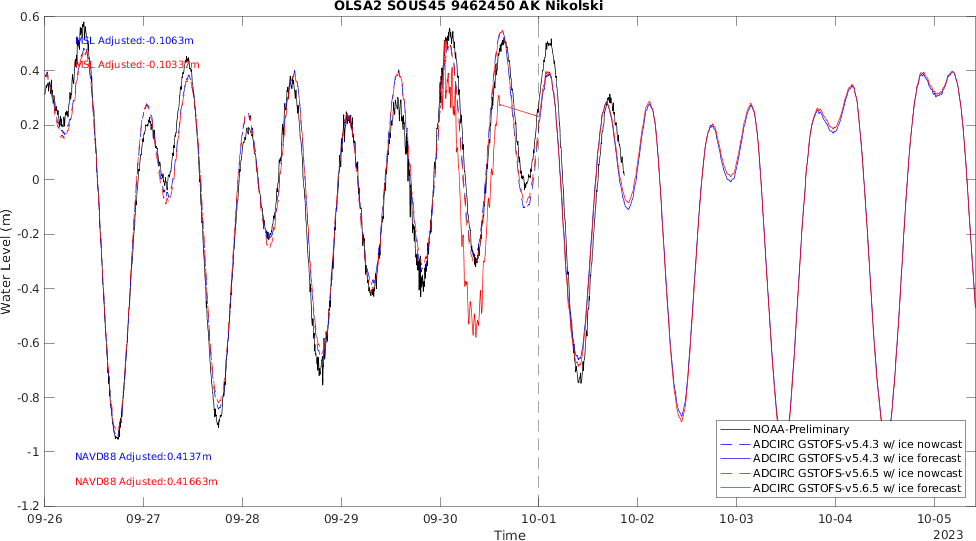 OLSA2 SOUS45 9462450 AK Nikolski
0.6
0.4
0.2
0
-0.2
-0.4
-0.6
-0.8
-1
-1.2
Water Level (m)
MSL Adjusted:-0.1063m
MSL Adjusted:-0.10337m
NAVD88 Adjusted:0.4137m
NAVD88 Adjusted:0.41663m
NOAA-Preliminary
ADCIRC GSTOFS-v5.4.3 w/ ice nowcast
ADCIRC GSTOFS-v5.4.3 w/ ice forecast
ADCIRC GSTOFS-v5.6.5 w/ ice nowcast
ADCIRC GSTOFS-v5.6.5 w/ ice forecast
09-26 09-27 09-28 09-29 09-30 10-01 10-02 10-03 10-04 10-05
Time
2023